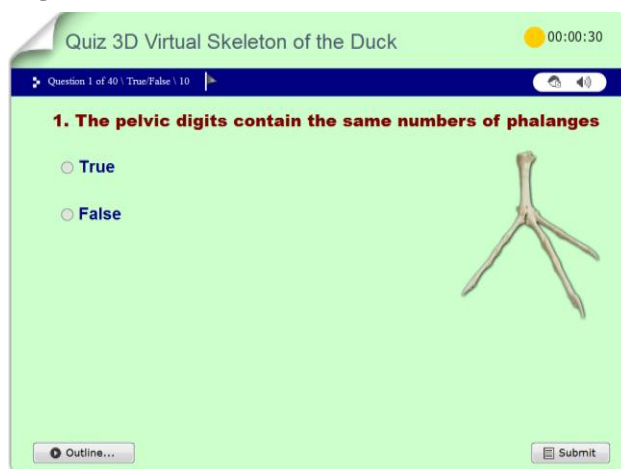 Quiz 3D Virtual Skeleton of the Duck
00:00:30
Question 1 of 40 \ True/False \ 10
1. The pelvic digits contain the same numbers of phalanges
True
False
Outline...
Submit